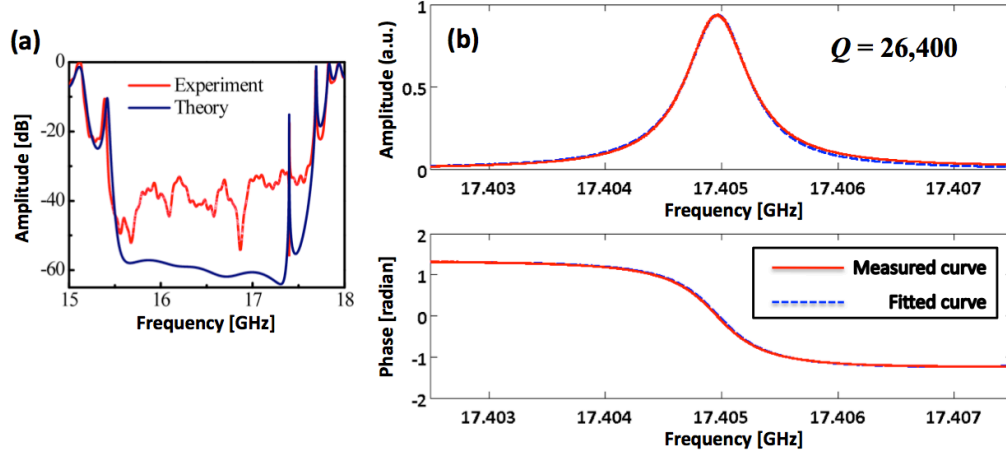 (a)
Amplitude [dB]
0
-20
-40
-60
Experiment
Theory
15
16
17
18
Frequency [GHz]
(b)
Q = 26,400
Amplitude (a.u.)
1
0.5
0
17.403
17.404
17.405
17.406
17.407
Frequency [GHz]
Phase [radian]
2
1
0
-1
-2
Measured curve
Fitted curve
17.403
17.404
17.405
17.406
17.407
Frequency [GHz]